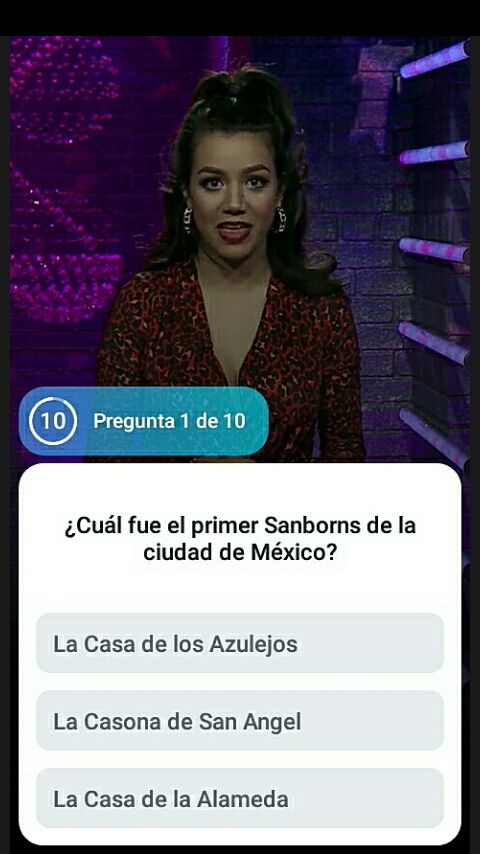 10
Pregunta 1 de 10
¿Cuál fue el primer Sanborns de la
ciudad de México?
La Casa de los Azulejos
La Casona de San Angel
La Casa de la Alameda